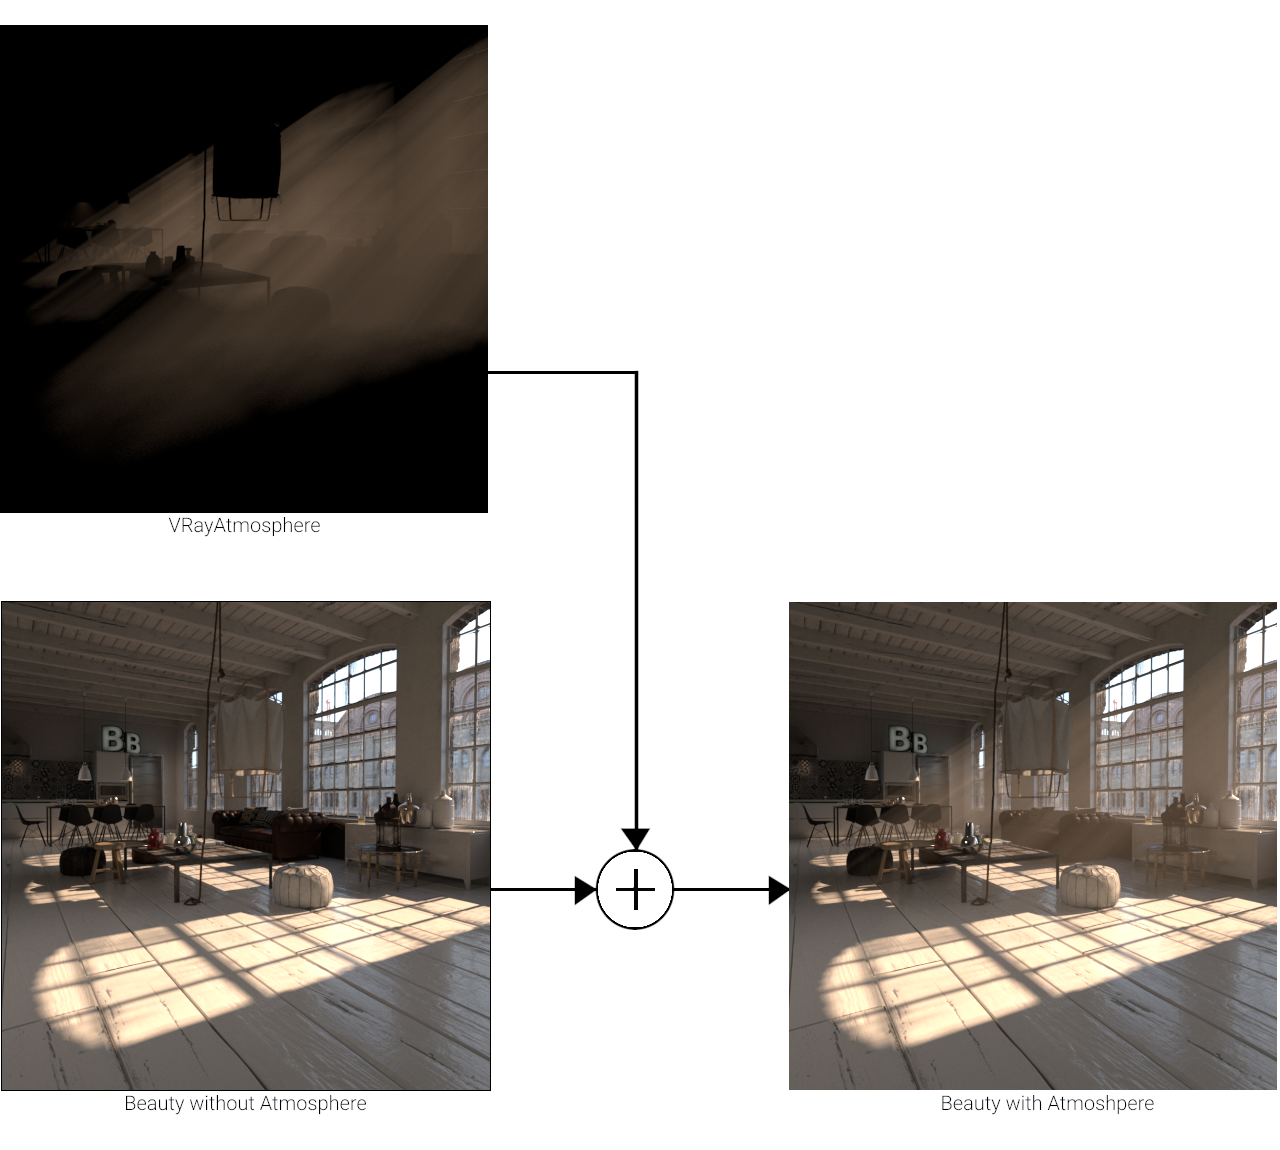 VRayAtmosphere
BB
Beauty without Atmosphere
BB
Beauty with Atmoshpere